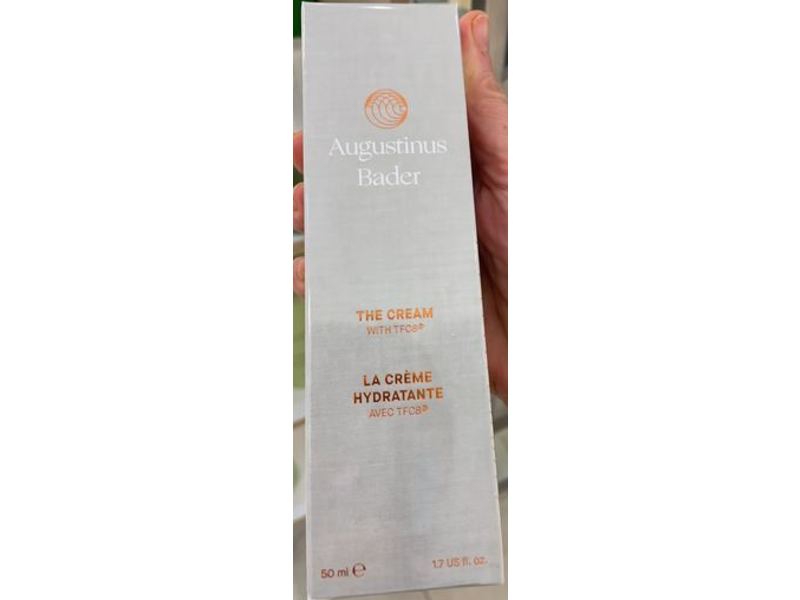 Augustinus
Bader
THE CREAM
WITH TFC8®
LA CRÈME
HYDRATANTE
AVEC TFC8®
50 ml ℮
1.7 US fl. oz.